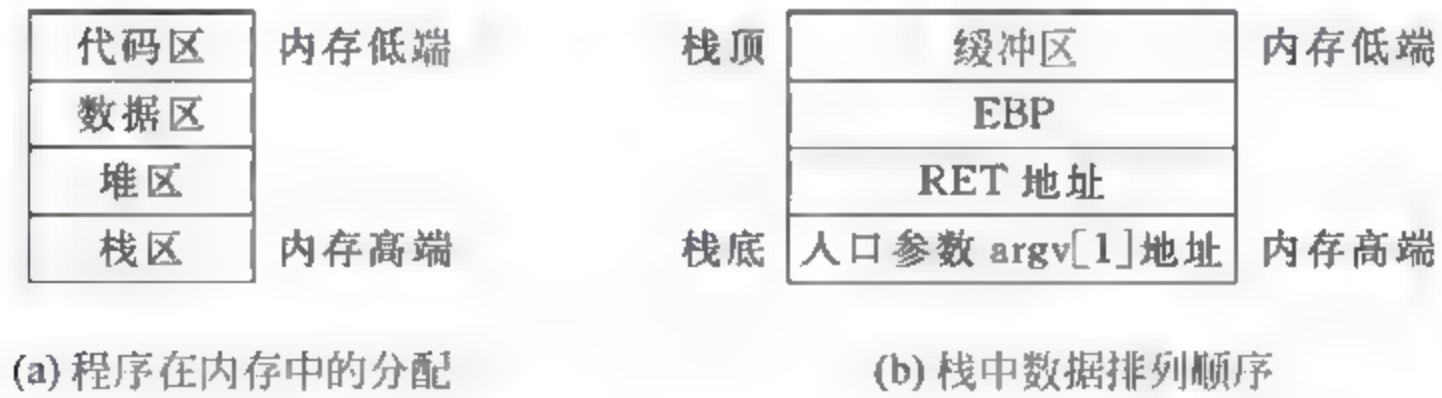 代码区 内存低端 栈顶 缓冲区 内存低端
数据区 EBP
堆区 RET 地址
栈区 内存高端 栈底 入口参数 argv[1]地址 内存高端
(a) 程序在内存中的分配 (b) 栈中数据排列顺序